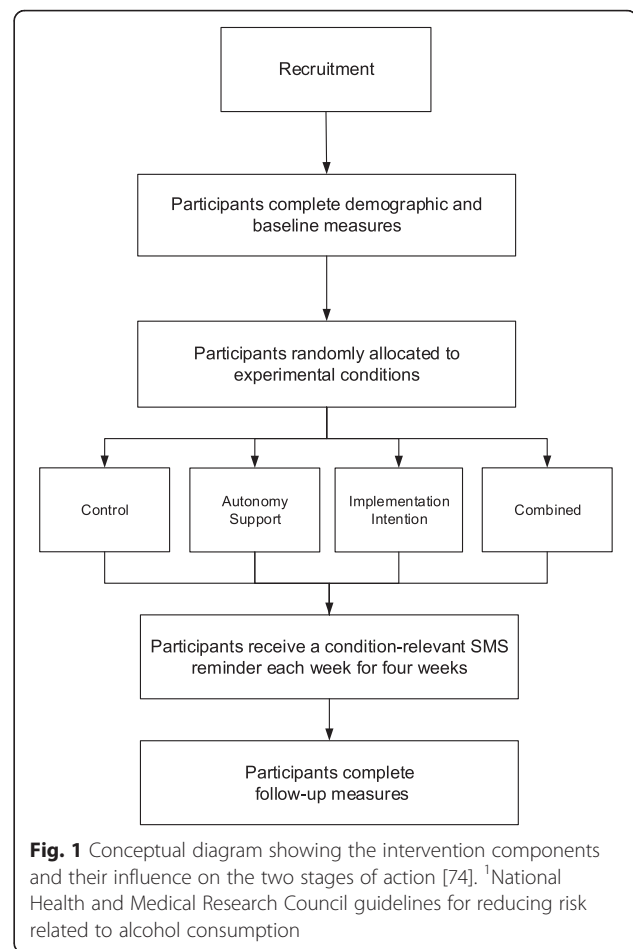 Recruitment
Participants complete demographic and
baseline measures
Participants randomly allocated to
experimental conditions
Control
Autonomy
Support
Implementation
Intention
Combined
Participants receive a condition-relevant SMS
reminder each week for four weeks
Participants complete
follow-up measures
Fig. 1 Conceptual diagram showing the intervention components
and their influence on the two stages of action [74]. ¹National
Health and Medical Research Council guidelines for reducing risk
related to alcohol consumption